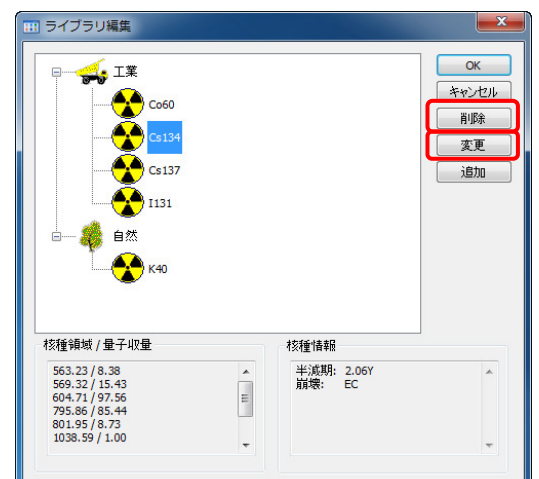 ライブラリ編集
工業
Co60
Cs134
Cs137
I131
自然
K40
OK
キャンセル
削除
変更
追加
核種領域 / 量子収量
563.23 / 8.38
569.32 / 15.43
604.71 / 97.56
795.86 / 85.44
801.95 / 8.73
1038.59 / 1.00
核種情報
半減期: 2.06Y
崩壊: EC